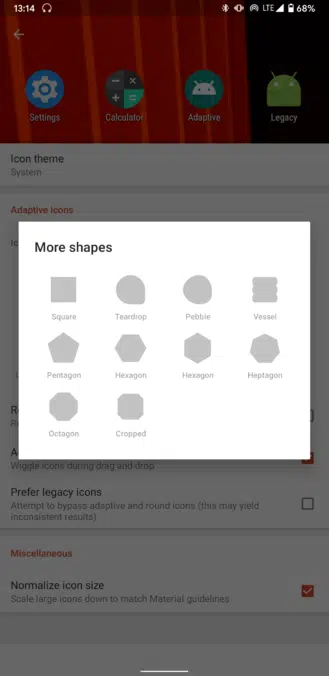 13:14
LTE
68%
Settings
Calculator
Adaptive
Legacy
Icon theme
System
Adaptive icons
More shapes
Square
Teardrop
Pebble
Vessel
Pentagon
Hexagon
Hexagon
Heptagon
Octagon
Cropped
Wiggle icons during drag and drop
Prefer legacy icons
Attempt to bypass adaptive and round icons (this may yield
inconsistent results)
Miscellaneous
Normalize icon size
Scale large icons down to match Material guidelines